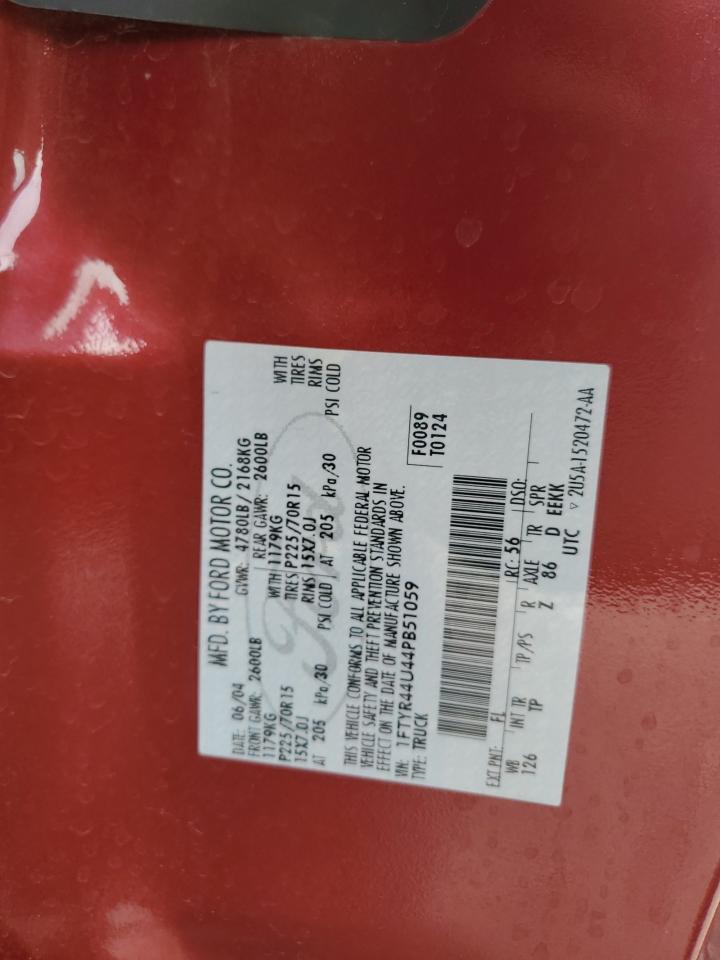 MFD. BY FORD MOTOR CO.
DATE: 06/04 GVWR: 4780LB / 2168KG
FRONT GAWR: 2600LB REAR GAWR: 2600LB
1179KG WITH 1179KG WITH
P225/70R15 TIRES P225/70R15 TIRES
15X7.0J RIMS 15X7.0J RIMS
AT 205 kPa/30 PSI COLD AT 205 kPa/30 PSI COLD
THIS VEHICLE CONFORMS TO ALL APPLICABLE FEDERAL MOTOR
VEHICLE SAFETY AND THEFT PREVENTION STANDARDS IN
EFFECT ON THE DATE OF MANUFACTURE SHOWN ABOVE.
VIN: 1FTYR44U44PB51059 F0089
TYPE: TRUCK T0124
EXT PNT: FL RC: 56 DSO:
WB INT TR TP/PS R AXLE TR SPR
126 TP Z 86 D EEKK
UTC ▽ 2U5A-1520472-AA
Ford